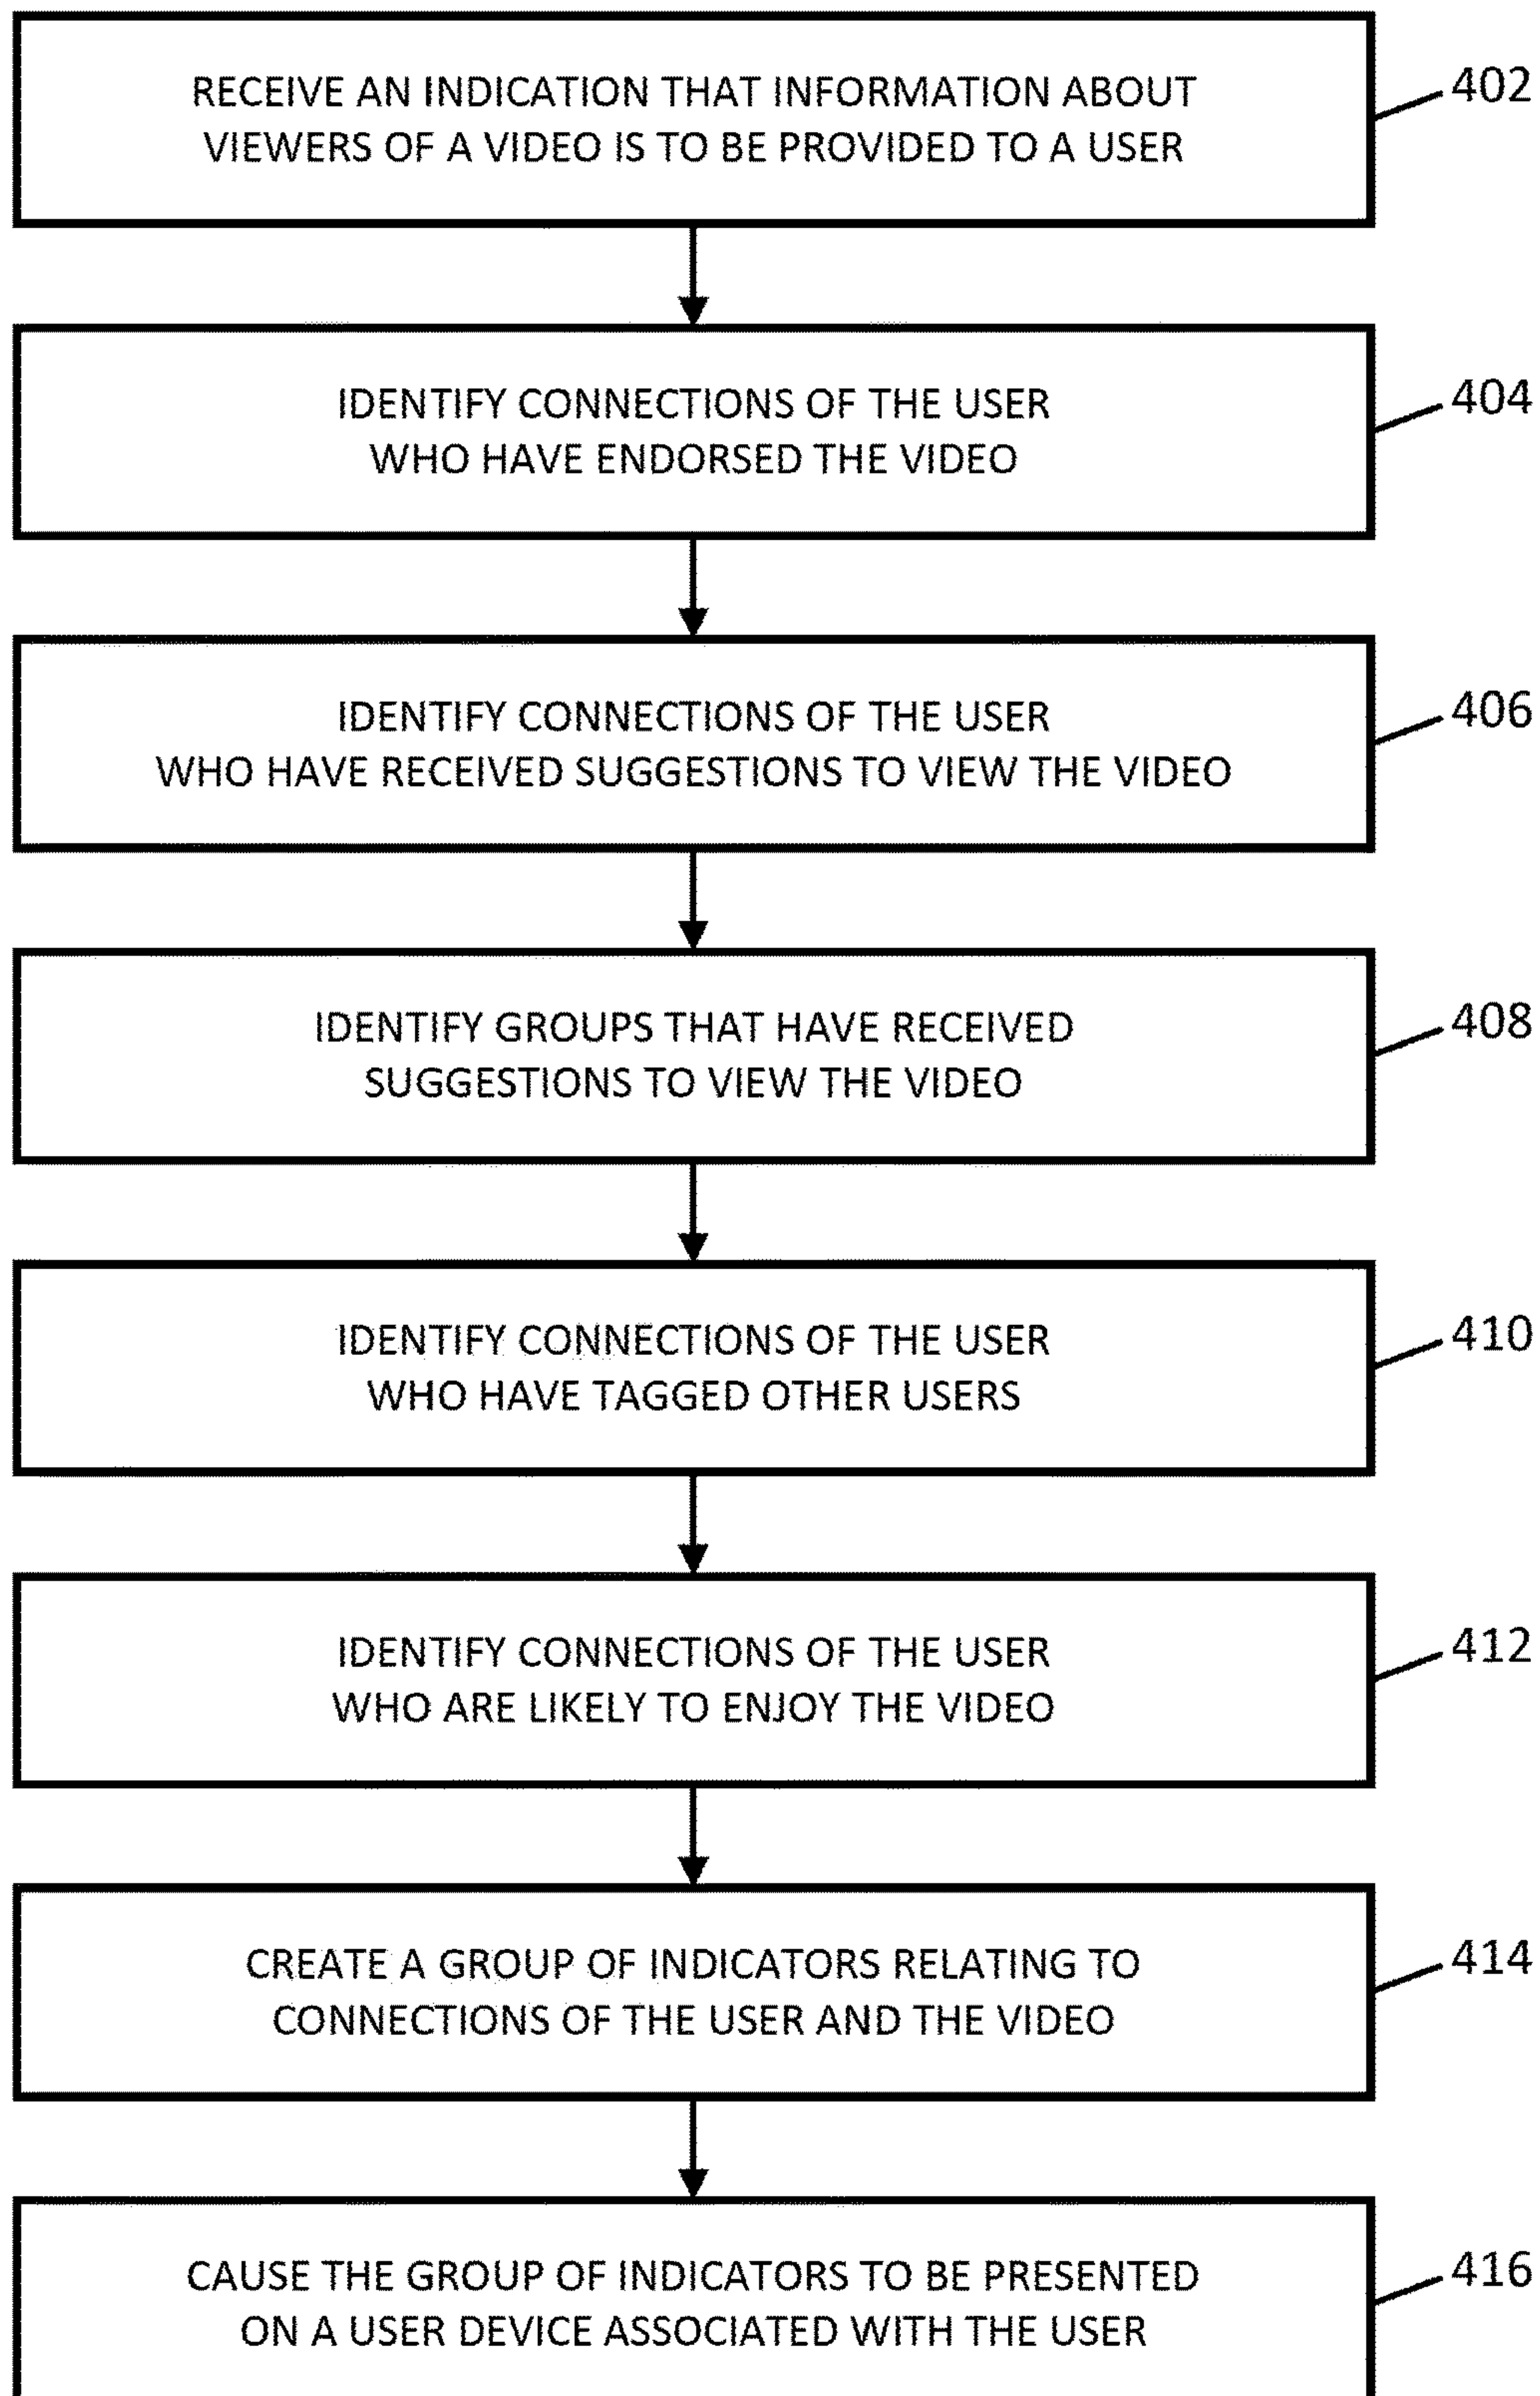 RECEIVE AN INDICATION THAT INFORMATION ABOUT
VIEWERS OF A VIDEO IS TO BE PROVIDED TO A USER
402
IDENTIFY CONNECTIONS OF THE USER
WHO HAVE ENDORSED THE VIDEO
404
IDENTIFY CONNECTIONS OF THE USER
WHO HAVE RECEIVED SUGGESTIONS TO VIEW THE VIDEO
406
IDENTIFY GROUPS THAT HAVE RECEIVED
SUGGESTIONS TO VIEW THE VIDEO
408
IDENTIFY CONNECTIONS OF THE USER
WHO HAVE TAGGED OTHER USERS
410
IDENTIFY CONNECTIONS OF THE USER
WHO ARE LIKELY TO ENJOY THE VIDEO
412
CREATE A GROUP OF INDICATORS RELATING TO
CONNECTIONS OF THE USER AND THE VIDEO
414
CAUSE THE GROUP OF INDICATORS TO BE PRESENTED
ON A USER DEVICE ASSOCIATED WITH THE USER
416